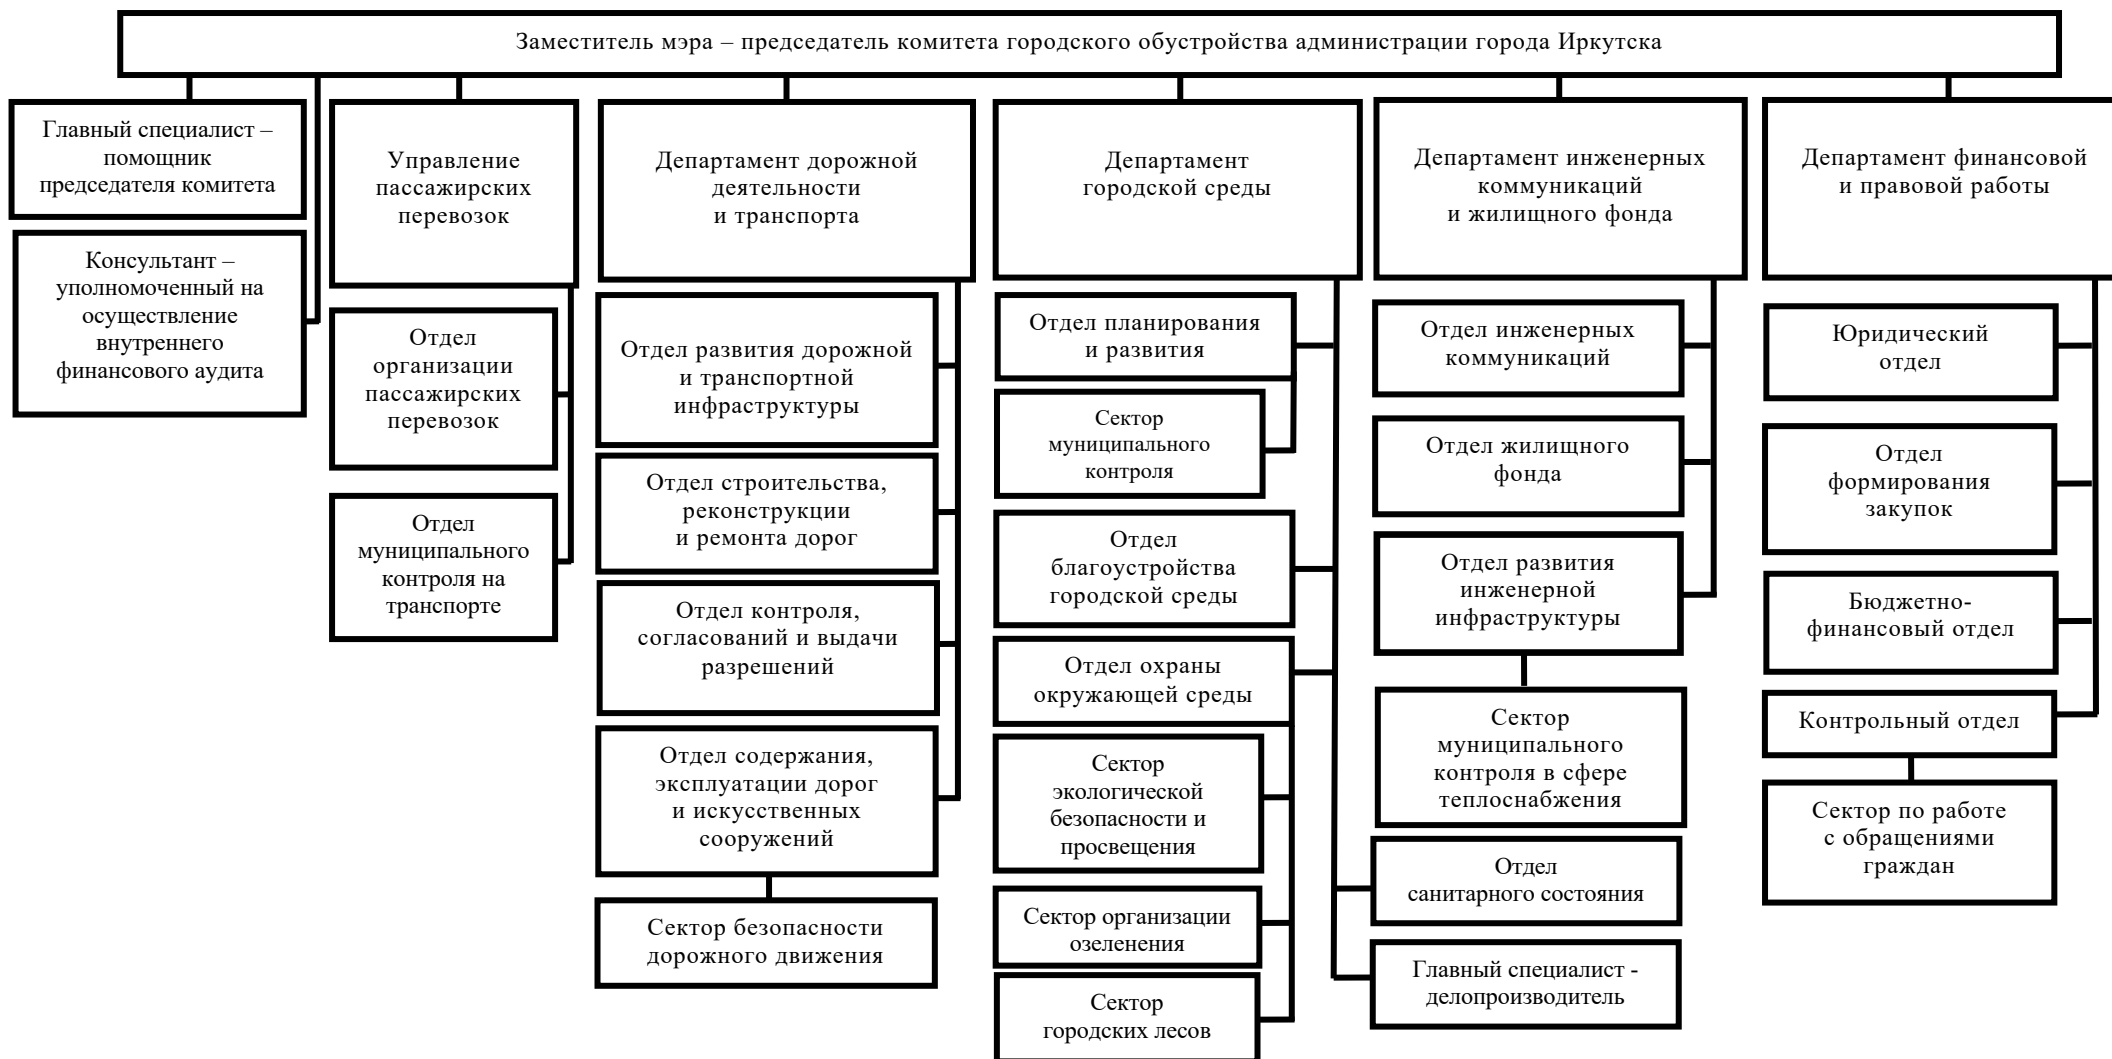 Заместитель мэра – председатель комитета городского обустройства администрации города Иркутска
Главный специалист –
помощник
председателя комитета
Консультант –
уполномоченный на
осуществление
внутреннего
финансового аудита
Управление
пассажирских
перевозок
Отдел
организации
пассажирских
перевозок
Отдел
муниципального
контроля на
транспорте
Департамент дорожной
деятельности
и транспорта
Отдел развития дорожной
и транспортной
инфраструктуры
Отдел строительства,
реконструкции
и ремонта дорог
Отдел контроля,
согласований и выдачи
разрешений
Отдел содержания,
эксплуатации дорог
и искусственных
сооружений
Сектор безопасности
дорожного движения
Департамент
городской среды
Отдел планирования
и развития
Сектор
муниципального
контроля
Отдел
благоустройства
городской среды
Отдел охраны
окружающей среды
Сектор
экологической
безопасности и
просвещения
Сектор организации
озеленения
Сектор
городских лесов
Отдел
санитарного состояния
Главный специалист -
делопроизводитель
Департамент инженерных
коммуникаций
и жилищного фонда
Отдел инженерных
коммуникаций
Отдел жилищного
фонда
Отдел развития
инженерной
инфраструктуры
Сектор
муниципального
контроля в сфере
теплоснабжения
Департамент финансовой
и правовой работы
Юридический
отдел
Отдел
формирования
закупок
Бюджетно-
финансовый отдел
Контрольный отдел
Сектор по работе
с обращениями
граждан